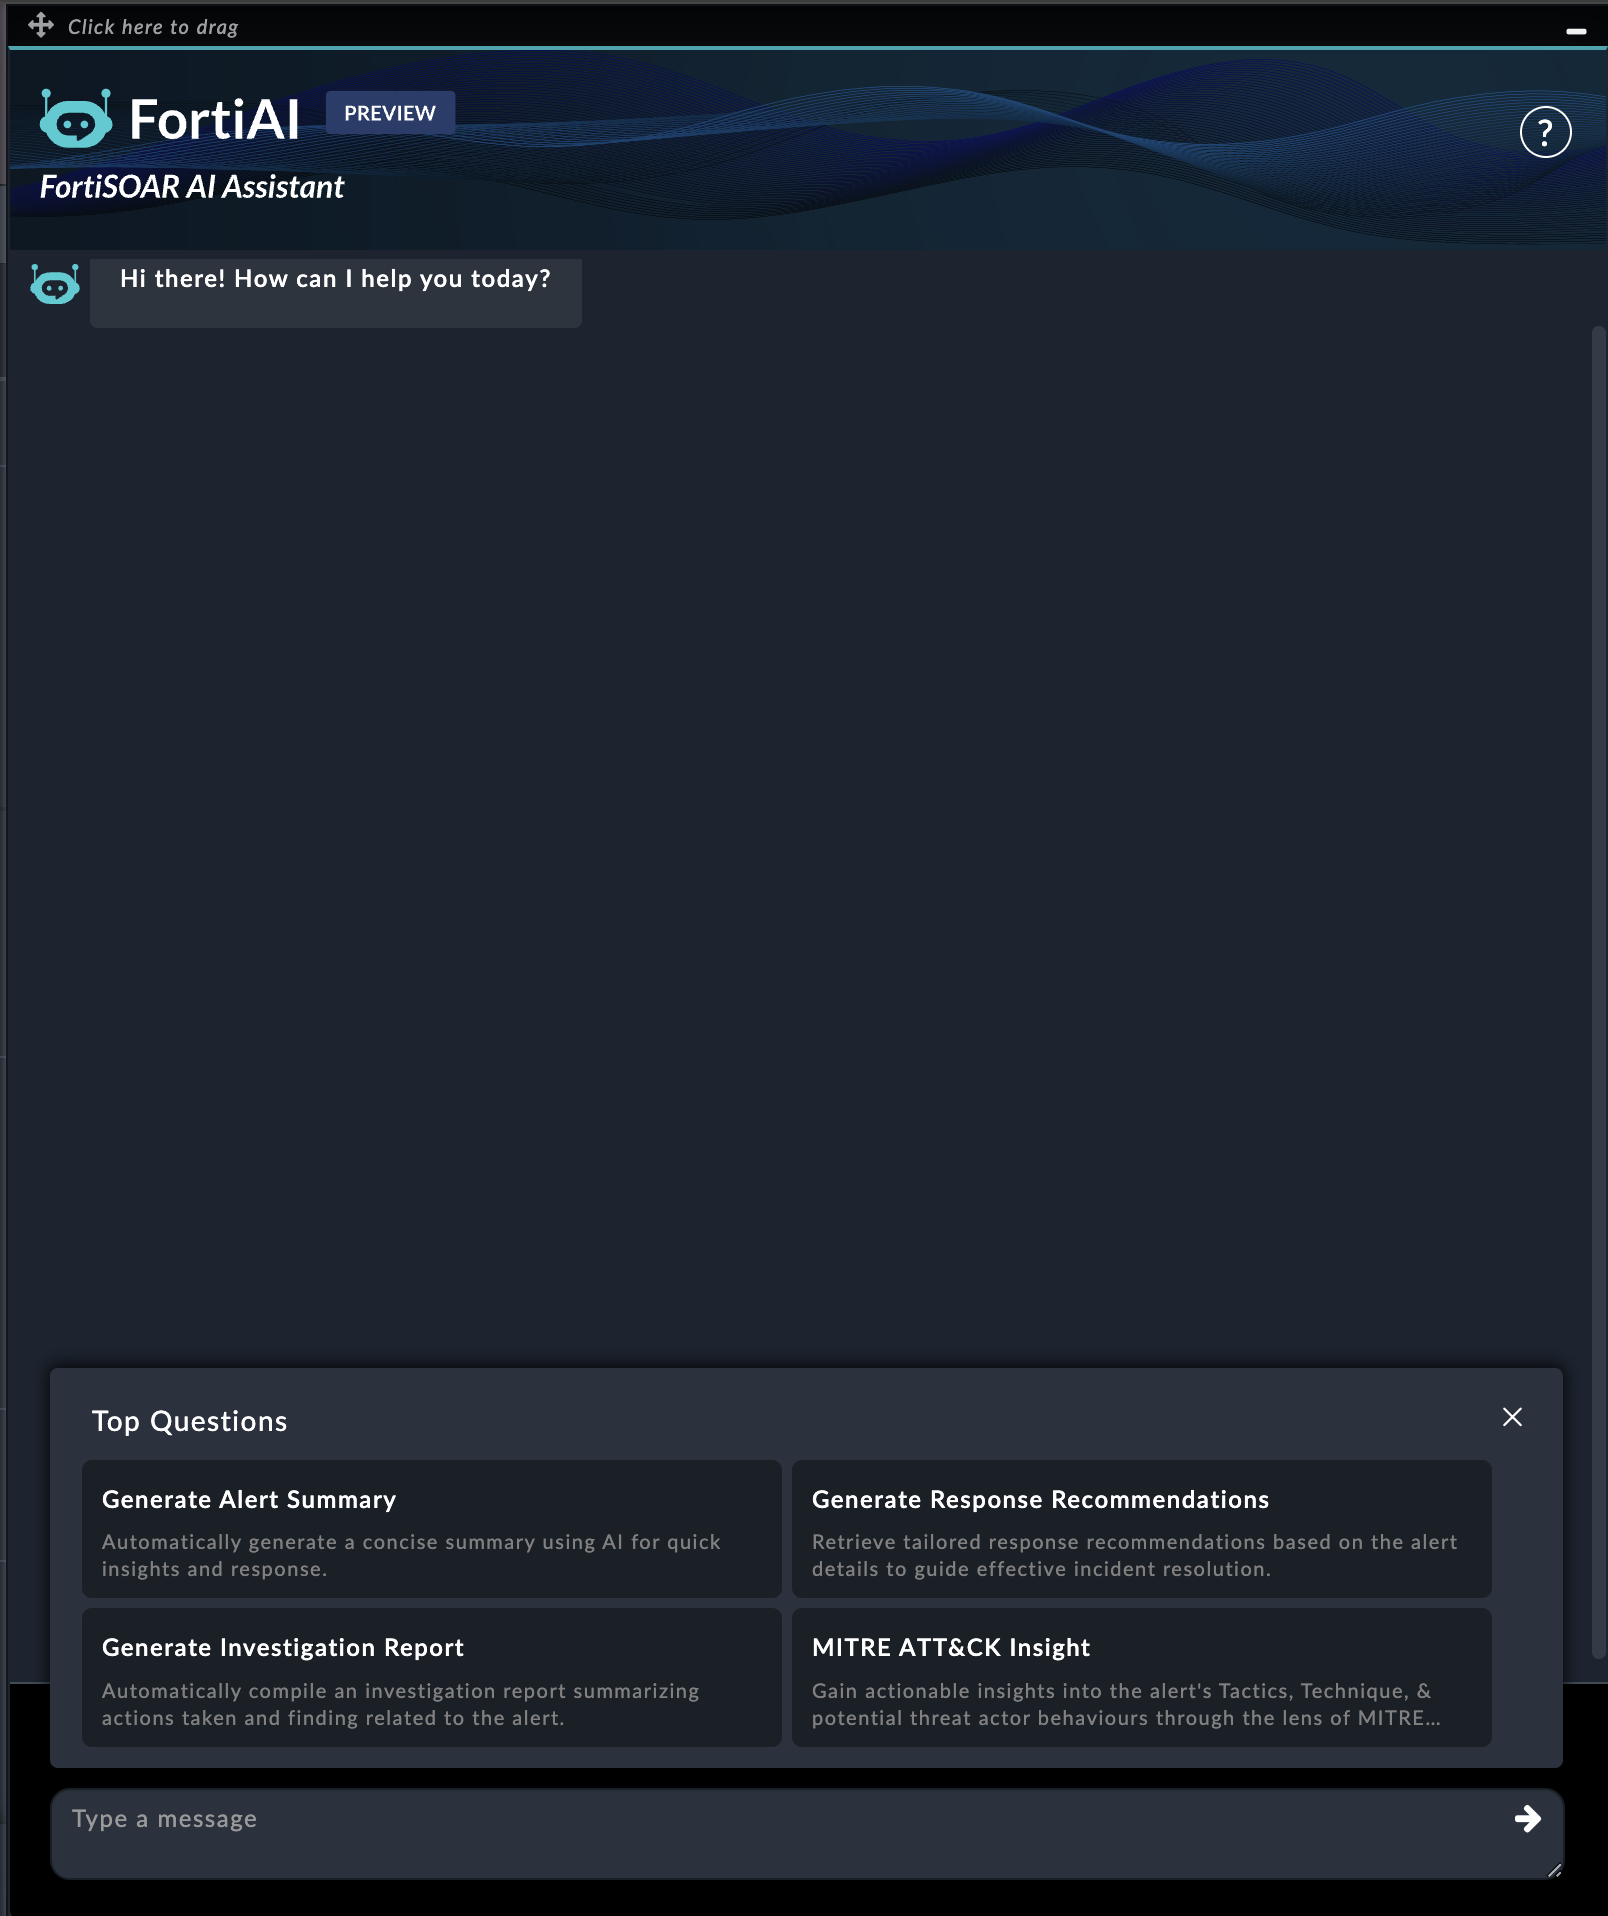 Click here to drag
FortiAI PREVIEW
?
FortiSOAR AI Assistant
Hi there! How can I help you today?
Top Questions
Generate Alert Summary
Automatically generate a concise summary using AI for quick
insights and response.
Generate Response Recommendations
Retrieve tailored response recommendations based on the alert
details to guide effective incident resolution.
Generate Investigation Report
Automatically compile an investigation report summarizing
actions taken and finding related to the alert.
MITRE ATT&CK Insight
Gain actionable insights into the alert's Tactics, Technique, &
potential threat actor behaviours through the lens of MITRE...
Type a message